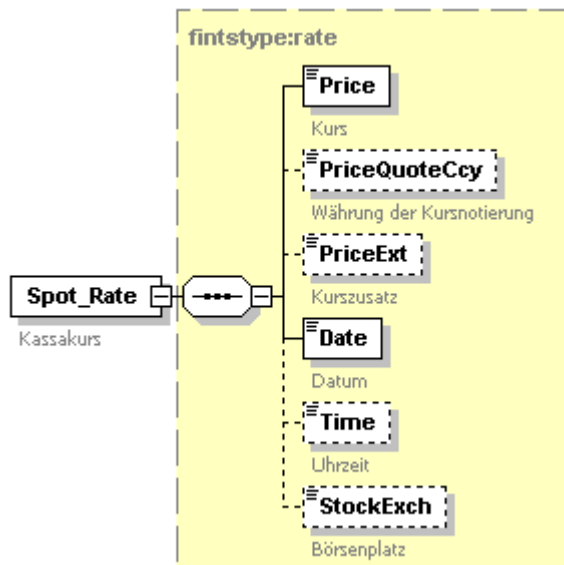 fintstype:rate
Price
Kurs
PriceQuoteCcy
Währung der Kursnotierung
PriceExt
Kurszusatz
Spot_Rate
Kassakurs
Date
Datum
Time
Uhrzeit
StockExch
Börsenplatz